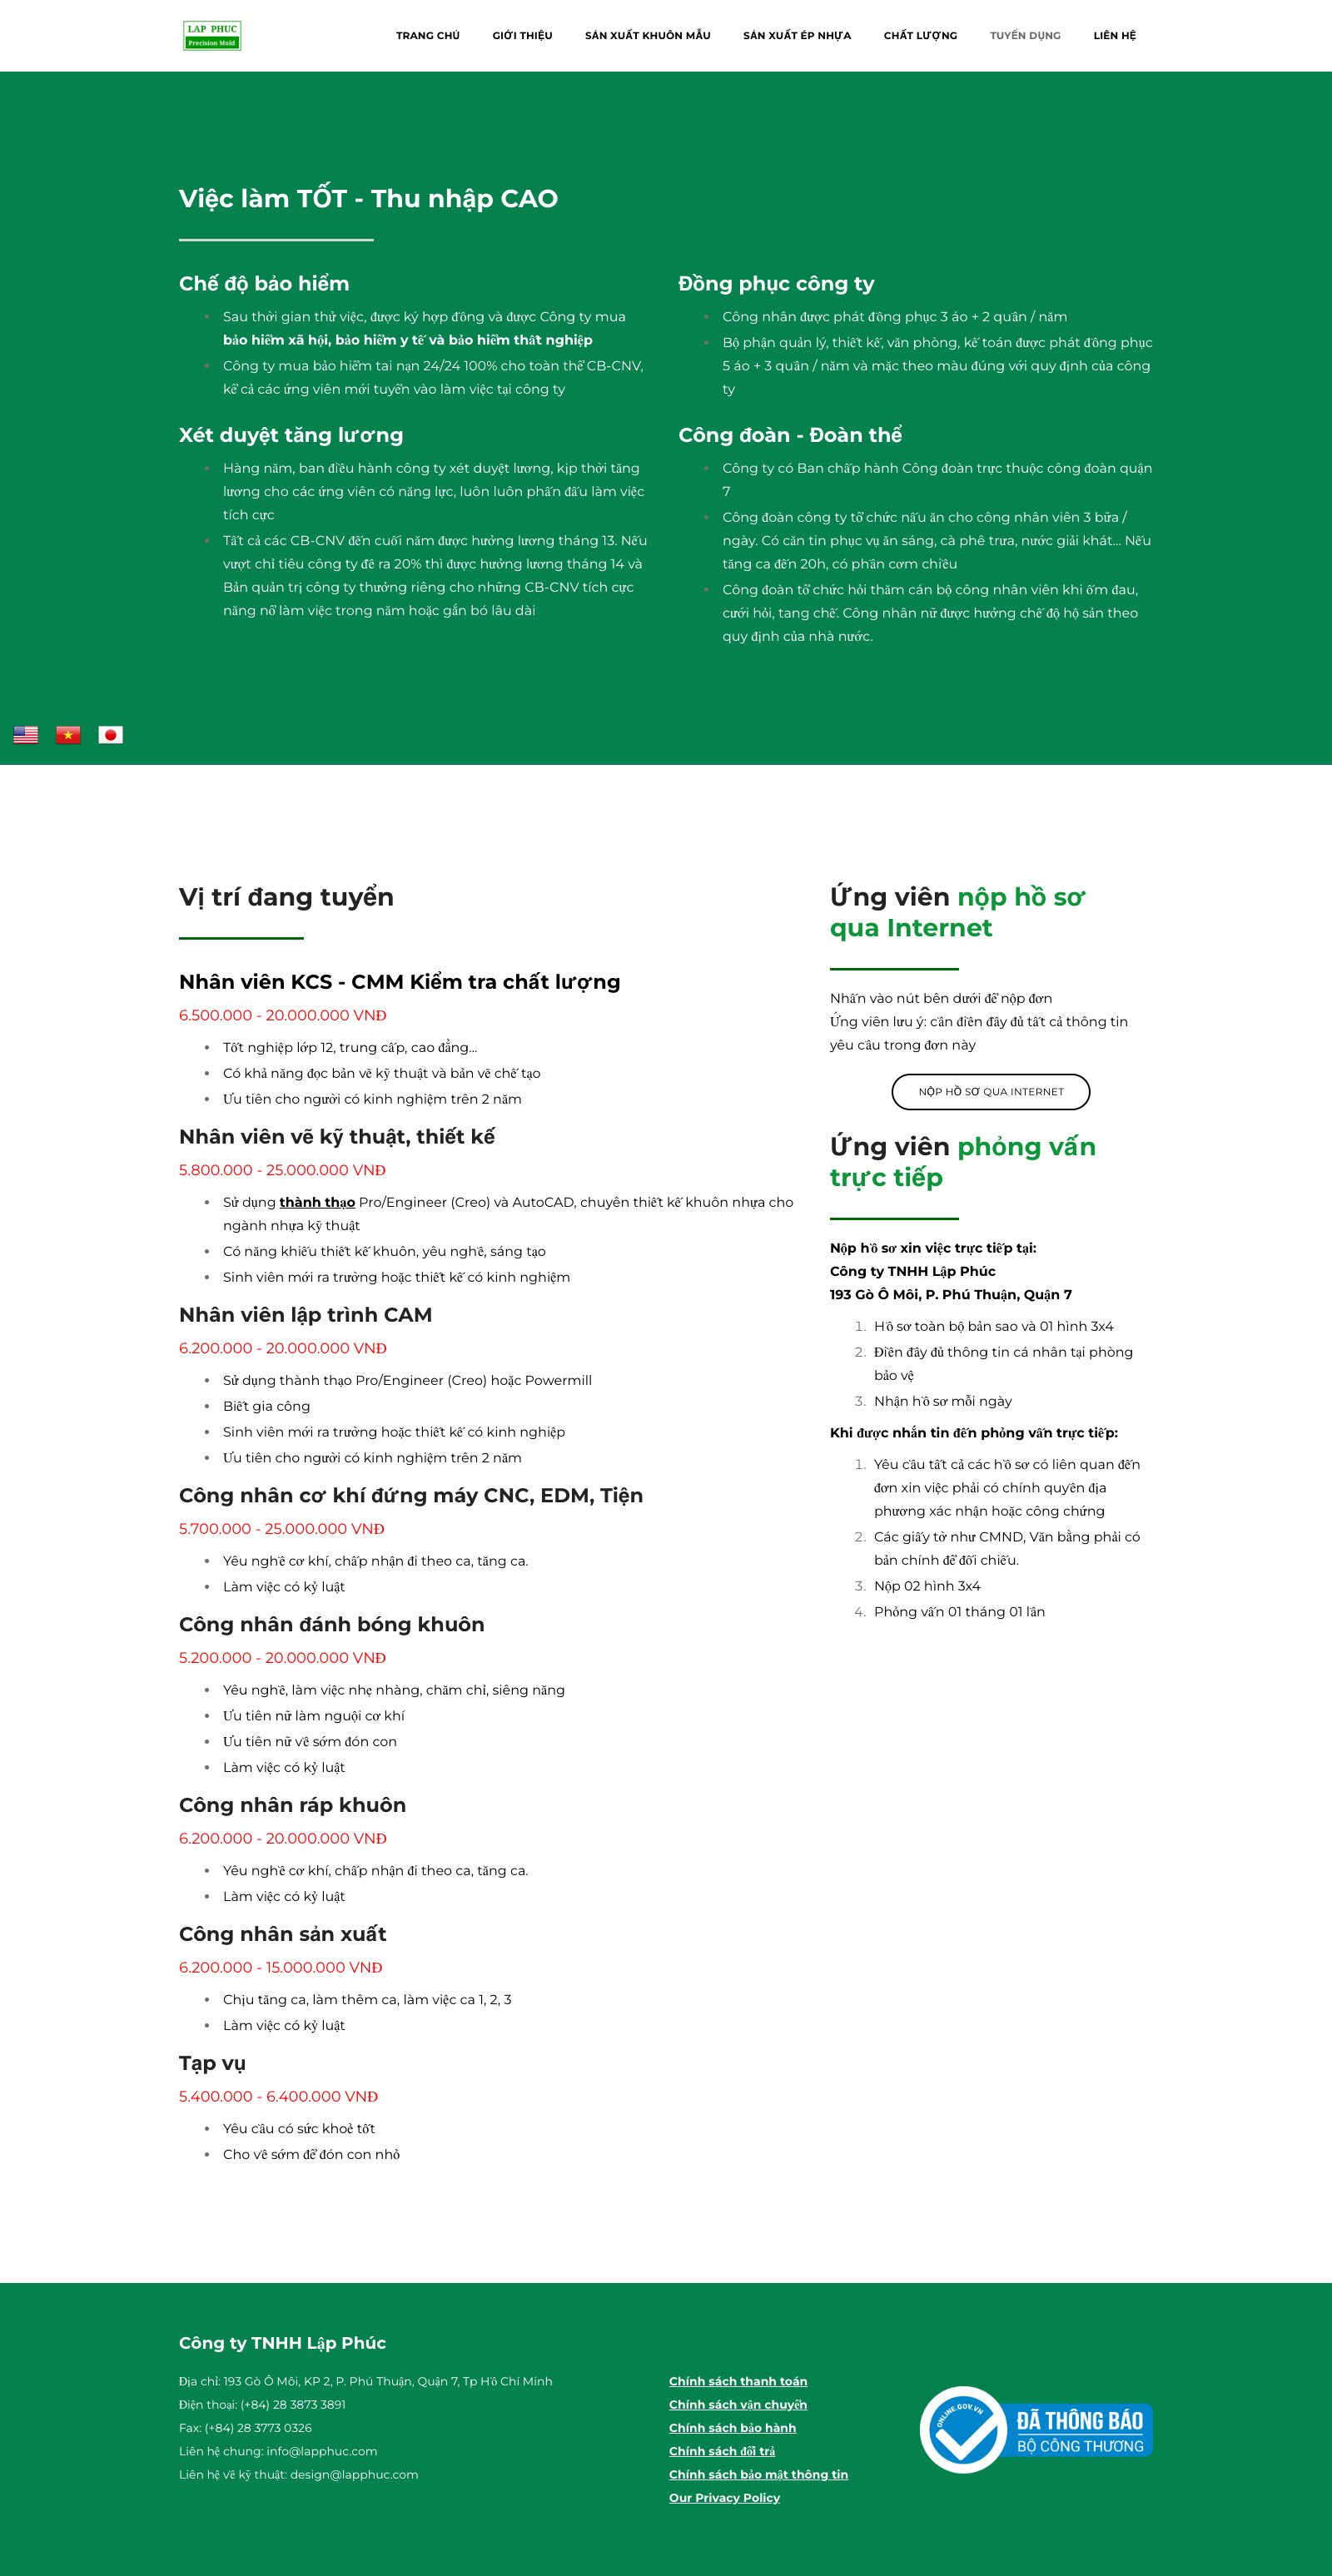 LAP PHUC
Precision Mold
TRANG CHỦ
GIỚI THIỆU
SẢN XUẤT KHUÔN MẪU
SẢN XUẤT ÉP NHỰA
CHẤT LƯỢNG
TUYỂN DỤNG
LIÊN HỆ
Việc làm TỐT - Thu nhập CAO
Chế độ bảo hiểm
Sau thời gian thử việc, được ký hợp đồng và được Công ty mua
bảo hiểm xã hội, bảo hiểm y tế và bảo hiểm thất nghiệp
Công ty mua bảo hiểm tai nạn 24/24 100% cho toàn thể CB-CNV,
kể cả các ứng viên mới tuyển vào làm việc tại công ty
Xét duyệt tăng lương
Hàng năm, ban điều hành công ty xét duyệt lương, kịp thời tăng
lương cho các ứng viên có năng lực, luôn luôn phấn đấu làm việc
tích cực
Tất cả các CB-CNV đến cuối năm được hưởng lương tháng 13. Nếu
vượt chỉ tiêu công ty đề ra 20% thì được hưởng lương tháng 14 và
Bản quản trị công ty thưởng riêng cho những CB-CNV tích cực
năng nổ làm việc trong năm hoặc gắn bó lâu dài
Đồng phục công ty
Công nhân được phát đồng phục 3 áo + 2 quần / năm
Bộ phận quản lý, thiết kế, văn phòng, kế toán được phát đồng phục
5 áo + 3 quần / năm và mặc theo màu đúng với quy định của công
ty
Công đoàn - Đoàn thể
Công ty có Ban chấp hành Công đoàn trực thuộc công đoàn quận
7
Công đoàn công ty tổ chức nấu ăn cho công nhân viên 3 bữa /
ngày. Có căn tin phục vụ ăn sáng, cà phê trưa, nước giải khát... Nếu
tăng ca đến 20h, có phần cơm chiều
Công đoàn tổ chức hỏi thăm cán bộ công nhân viên khi ốm đau,
cưới hỏi, tang chế. Công nhân nữ được hưởng chế độ hộ sản theo
quy định của nhà nước.
Vị trí đang tuyển
Nhân viên KCS - CMM Kiểm tra chất lượng
6.500.000 - 20.000.000 VNĐ
Tốt nghiệp lớp 12, trung cấp, cao đẳng...
Có khả năng đọc bản vẽ kỹ thuật và bản vẽ chế tạo
Ưu tiên cho người có kinh nghiệm trên 2 năm
Nhân viên vẽ kỹ thuật, thiết kế
5.800.000 - 25.000.000 VNĐ
Sử dụng thành thạo Pro/Engineer (Creo) và AutoCAD, chuyên thiết kế khuôn nhựa cho
ngành nhựa kỹ thuật
Có năng khiếu thiết kế khuôn, yêu nghề, sáng tạo
Sinh viên mới ra trường hoặc thiết kế có kinh nghiệm
Nhân viên lập trình CAM
6.200.000 - 20.000.000 VNĐ
Sử dụng thành thạo Pro/Engineer (Creo) hoặc Powermill
Biết gia công
Sinh viên mới ra trường hoặc thiết kế có kinh nghiệp
Ưu tiên cho người có kinh nghiệm trên 2 năm
Công nhân cơ khí đứng máy CNC, EDM, Tiện
5.700.000 - 25.000.000 VNĐ
Yêu nghề cơ khí, chấp nhận đi theo ca, tăng ca.
Làm việc có kỷ luật
Công nhân đánh bóng khuôn
5.200.000 - 20.000.000 VNĐ
Yêu nghề, làm việc nhẹ nhàng, chăm chỉ, siêng năng
Ưu tiên nữ làm nguội cơ khí
Ưu tiên nữ về sớm đón con
Làm việc có kỷ luật
Công nhân ráp khuôn
6.200.000 - 20.000.000 VNĐ
Yêu nghề cơ khí, chấp nhận đi theo ca, tăng ca.
Làm việc có kỷ luật
Công nhân sản xuất
6.200.000 - 15.000.000 VNĐ
Chịu tăng ca, làm thêm ca, làm việc ca 1, 2, 3
Làm việc có kỷ luật
Tạp vụ
5.400.000 - 6.400.000 VNĐ
Yêu cầu có sức khoẻ tốt
Cho về sớm để đón con nhỏ
Ứng viên nộp hồ sơ
qua Internet
Nhấn vào nút bên dưới để nộp đơn
Ứng viên lưu ý: cần điền đầy đủ tất cả thông tin
yêu cầu trong đơn này
NỘP HỒ SƠ QUA INTERNET
Ứng viên phỏng vấn
trực tiếp
Nộp hồ sơ xin việc trực tiếp tại:
Công ty TNHH Lập Phúc
193 Gò Ô Môi, P. Phú Thuận, Quận 7
1. Hồ sơ toàn bộ bản sao và 01 hình 3x4
2. Điền đầy đủ thông tin cá nhân tại phòng
bảo vệ
3. Nhận hồ sơ mỗi ngày
Khi được nhắn tin đến phỏng vấn trực tiếp:
1. Yêu cầu tất cả các hồ sơ có liên quan đến
đơn xin việc phải có chính quyền địa
phương xác nhận hoặc công chứng
2. Các giấy tờ như CMND, Văn bằng phải có
bản chính để đối chiếu.
3. Nộp 02 hình 3x4
4. Phỏng vấn 01 tháng 01 lần
Công ty TNHH Lập Phúc
Địa chỉ: 193 Gò Ô Môi, KP 2, P. Phú Thuận, Quận 7, Tp Hồ Chí Minh
Điện thoại: (+84) 28 3873 3891
Fax: (+84) 28 3773 0326
Liên hệ chung: info@lapphuc.com
Liên hệ về kỹ thuật: design@lapphuc.com
Chính sách thanh toán
Chính sách vận chuyển
Chính sách bảo hành
Chính sách đổi trả
Chính sách bảo mật thông tin
Our Privacy Policy
ONLINE.GOV.VN
ĐÃ THÔNG BÁO
BỘ CÔNG THƯƠNG